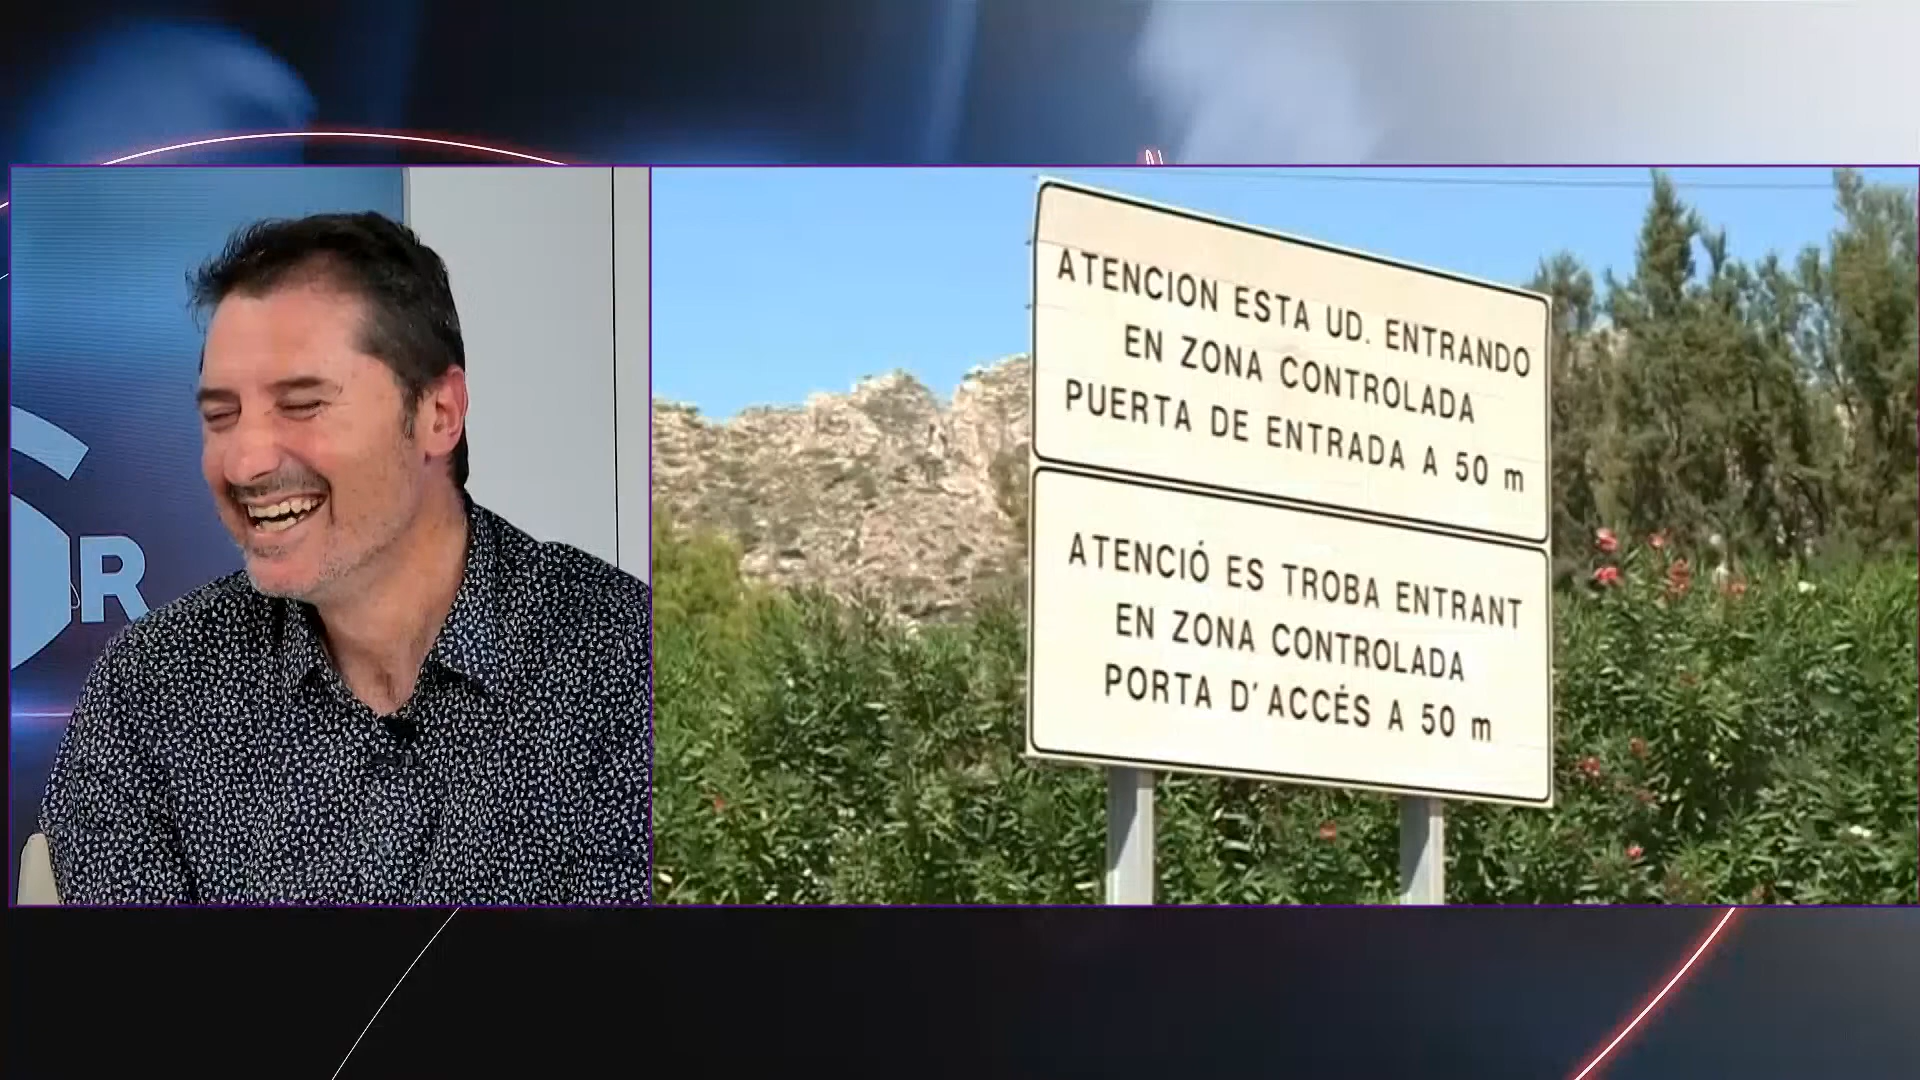 R
ATENCION ESTA UD. ENTRANDO
EN ZONA CONTROLADA
PUERTA DE ENTRADA A 50 m
ATENCIÓ ES TROBA ENTRANT
EN ZONA CONTROLADA
PORTA D'ACCÉS A 50 m